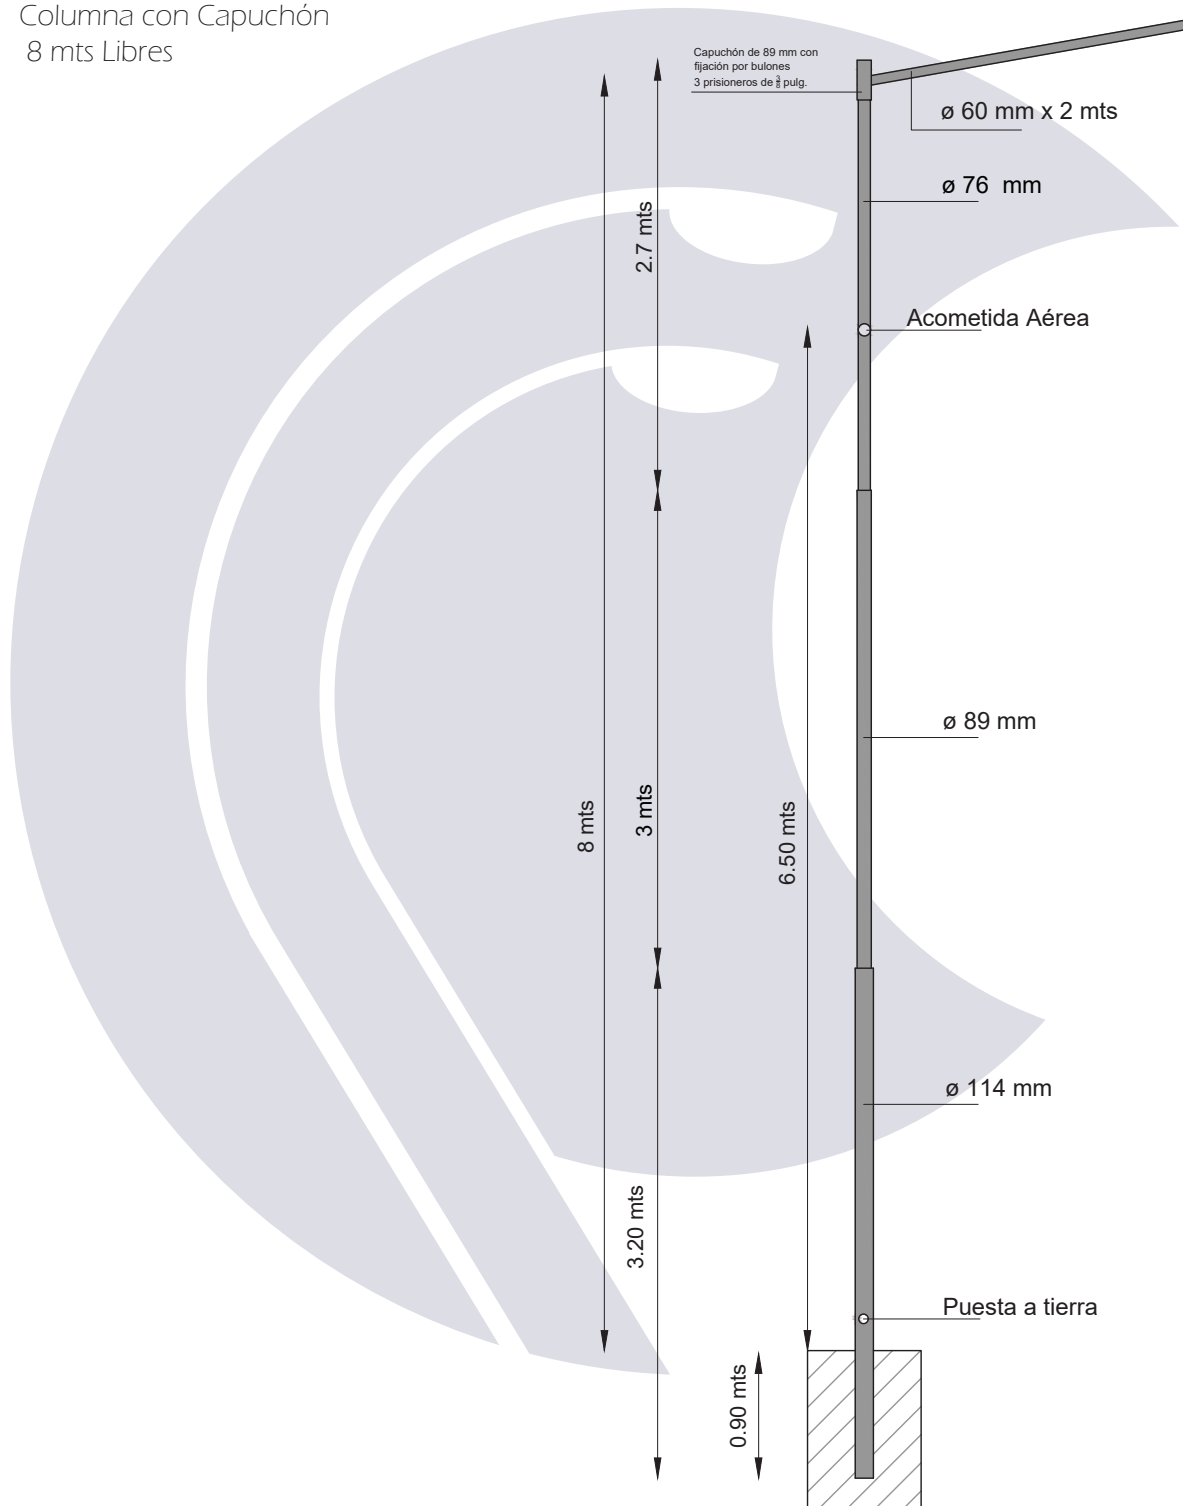 Columna con Capuchón
8 mts Libres
Capuchón de 89 mm con
fijación por bulones
3 prisioneros de 3/8 pulg.
ø 60 mm x 2 mts
ø 76 mm
2.7 mts
Acometida Aérea
ø 89 mm
8 mts
3 mts
6.50 mts
ø 114 mm
3.20 mts
Puesta a tierra
0.90 mts